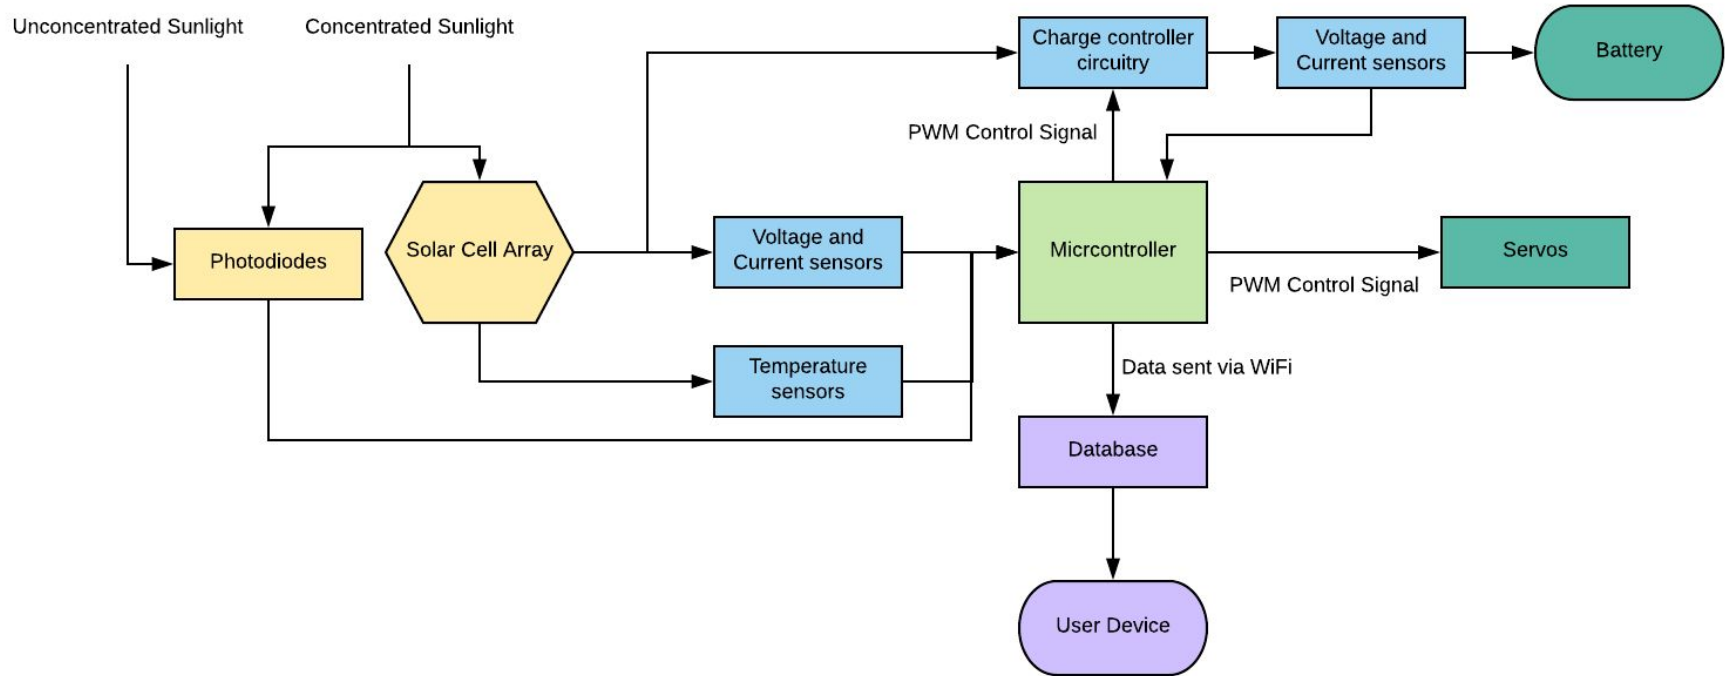 Unconcentrated Sunlight
Concentrated Sunlight
Charge controller
circuitry
Voltage and
Current sensors
Battery
PWM Control Signal
Photodiodes
Solar Cell Array
Voltage and
Current sensors
Micrcontroller
Servos
PWM Control Signal
Temperature
sensors
Data sent via WiFi
Database
User Device